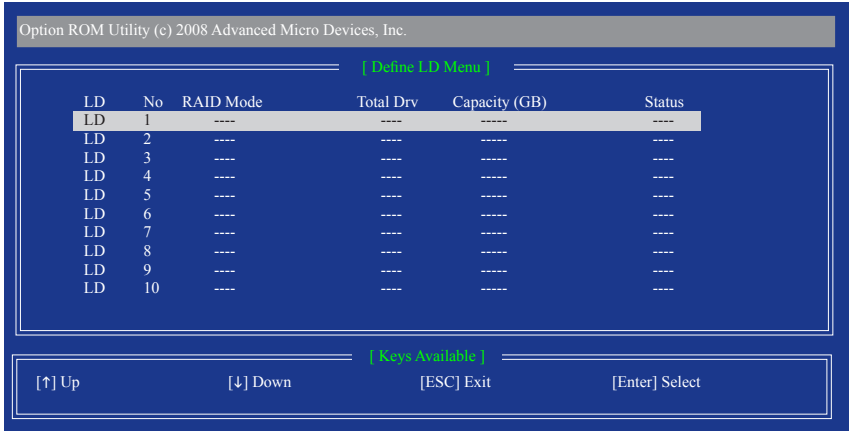 Option ROM Utility (c) 2008 Advanced Micro Devices, Inc.
[ Define LD Menu ]
LD No RAID Mode Total Drv Capacity (GB) Status
LD 1 ---- ---- ----- ----
LD 2 ---- ---- ----- ----
LD 3 ---- ---- ----- ----
LD 4 ---- ---- ----- ----
LD 5 ---- ---- ----- ----
LD 6 ---- ---- ----- ----
LD 7 ---- ---- ----- ----
LD 8 ---- ---- ----- ----
LD 9 ---- ---- ----- ----
LD 10 ---- ---- ----- ----
[ Keys Available ]
[↑] Up [↓] Down [ESC] Exit [Enter] Select